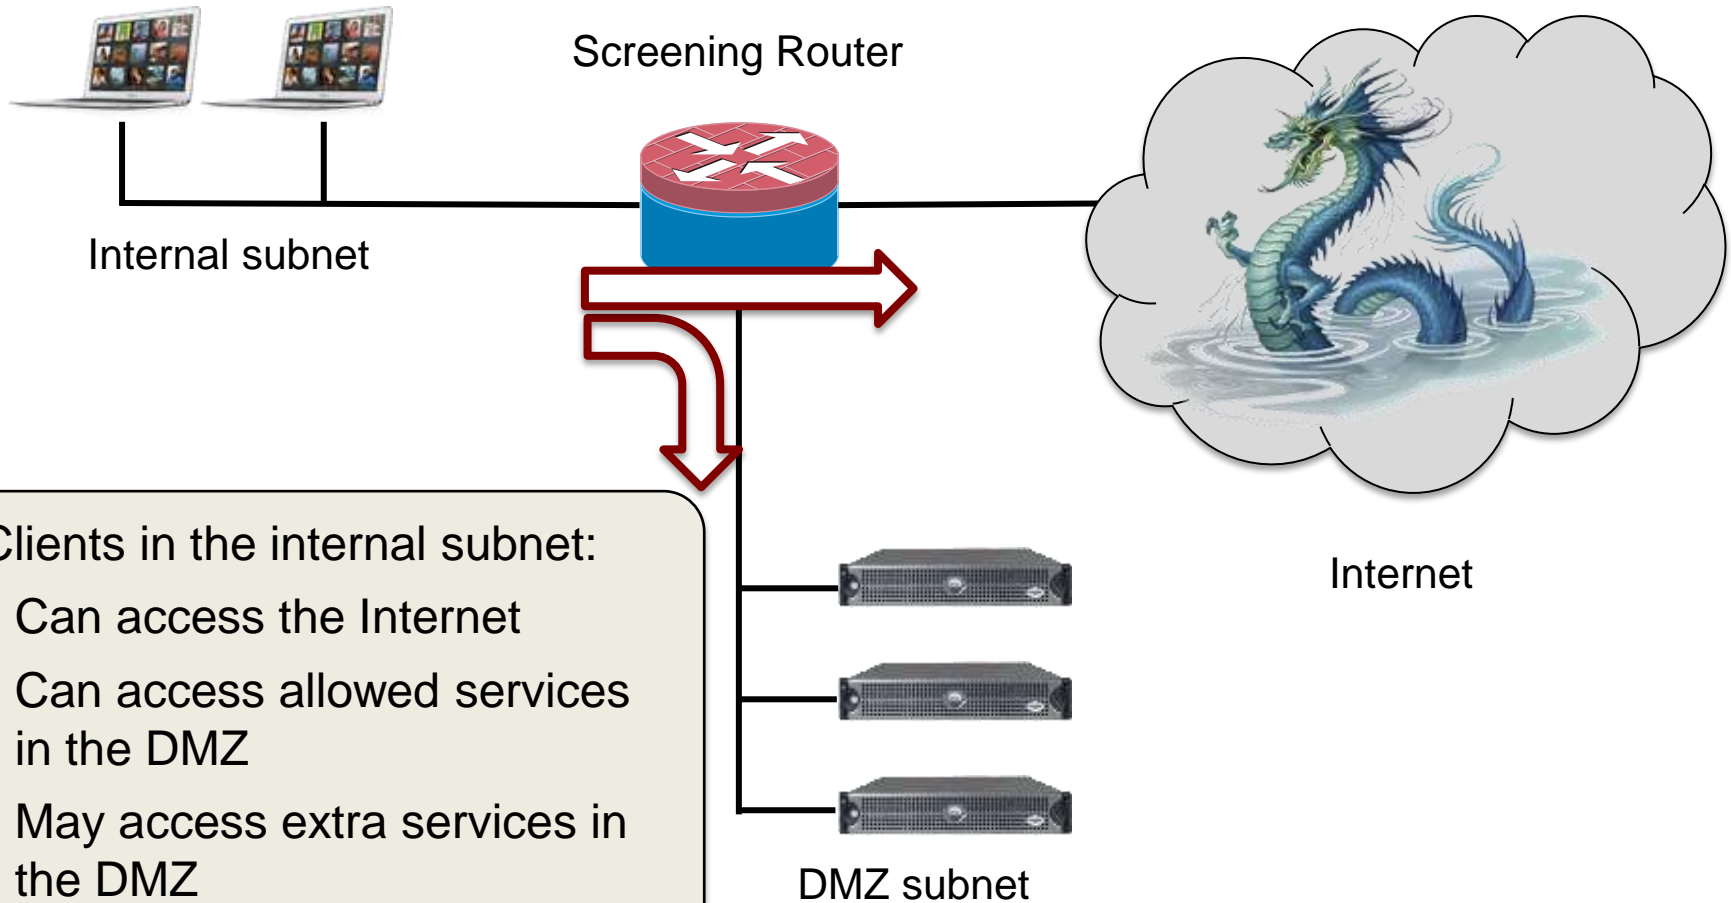 Screening Router
Internal subnet
Clients in the internal subnet:
Can access the Internet
Can access allowed services
in the DMZ
May access extra services in
the DMZ
Internet
DMZ subnet